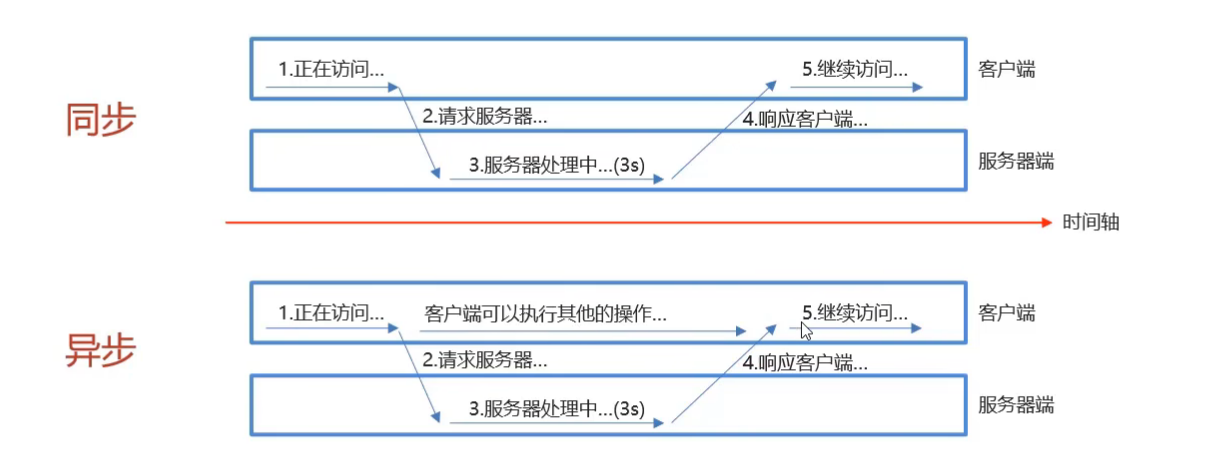 同步
1.正在访问...
5.继续访问...
客户端
2.请求服务器...
4.响应客户端...
3.服务器处理中...(3s)
服务器端
时间轴
异步
1.正在访问...
客户端可以执行其他的操作...
5.继续访问...
客户端
2.请求服务器...
4.响应客户端...
3.服务器处理中...(3s)
服务器端